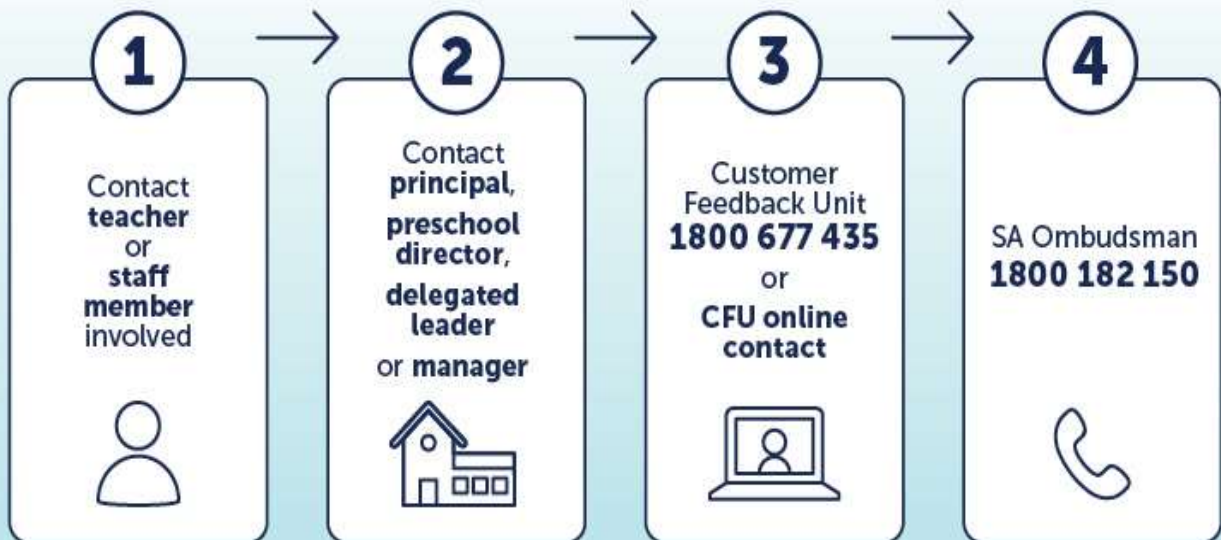 1
Contact
teacher
or
staff
member
involved
2
Contact
principal,
preschool
director,
delegated
leader
or manager
3
Customer
Feedback Unit
1800 677 435
or
CFU online
contact
4
SA Ombudsman
1800 182 150